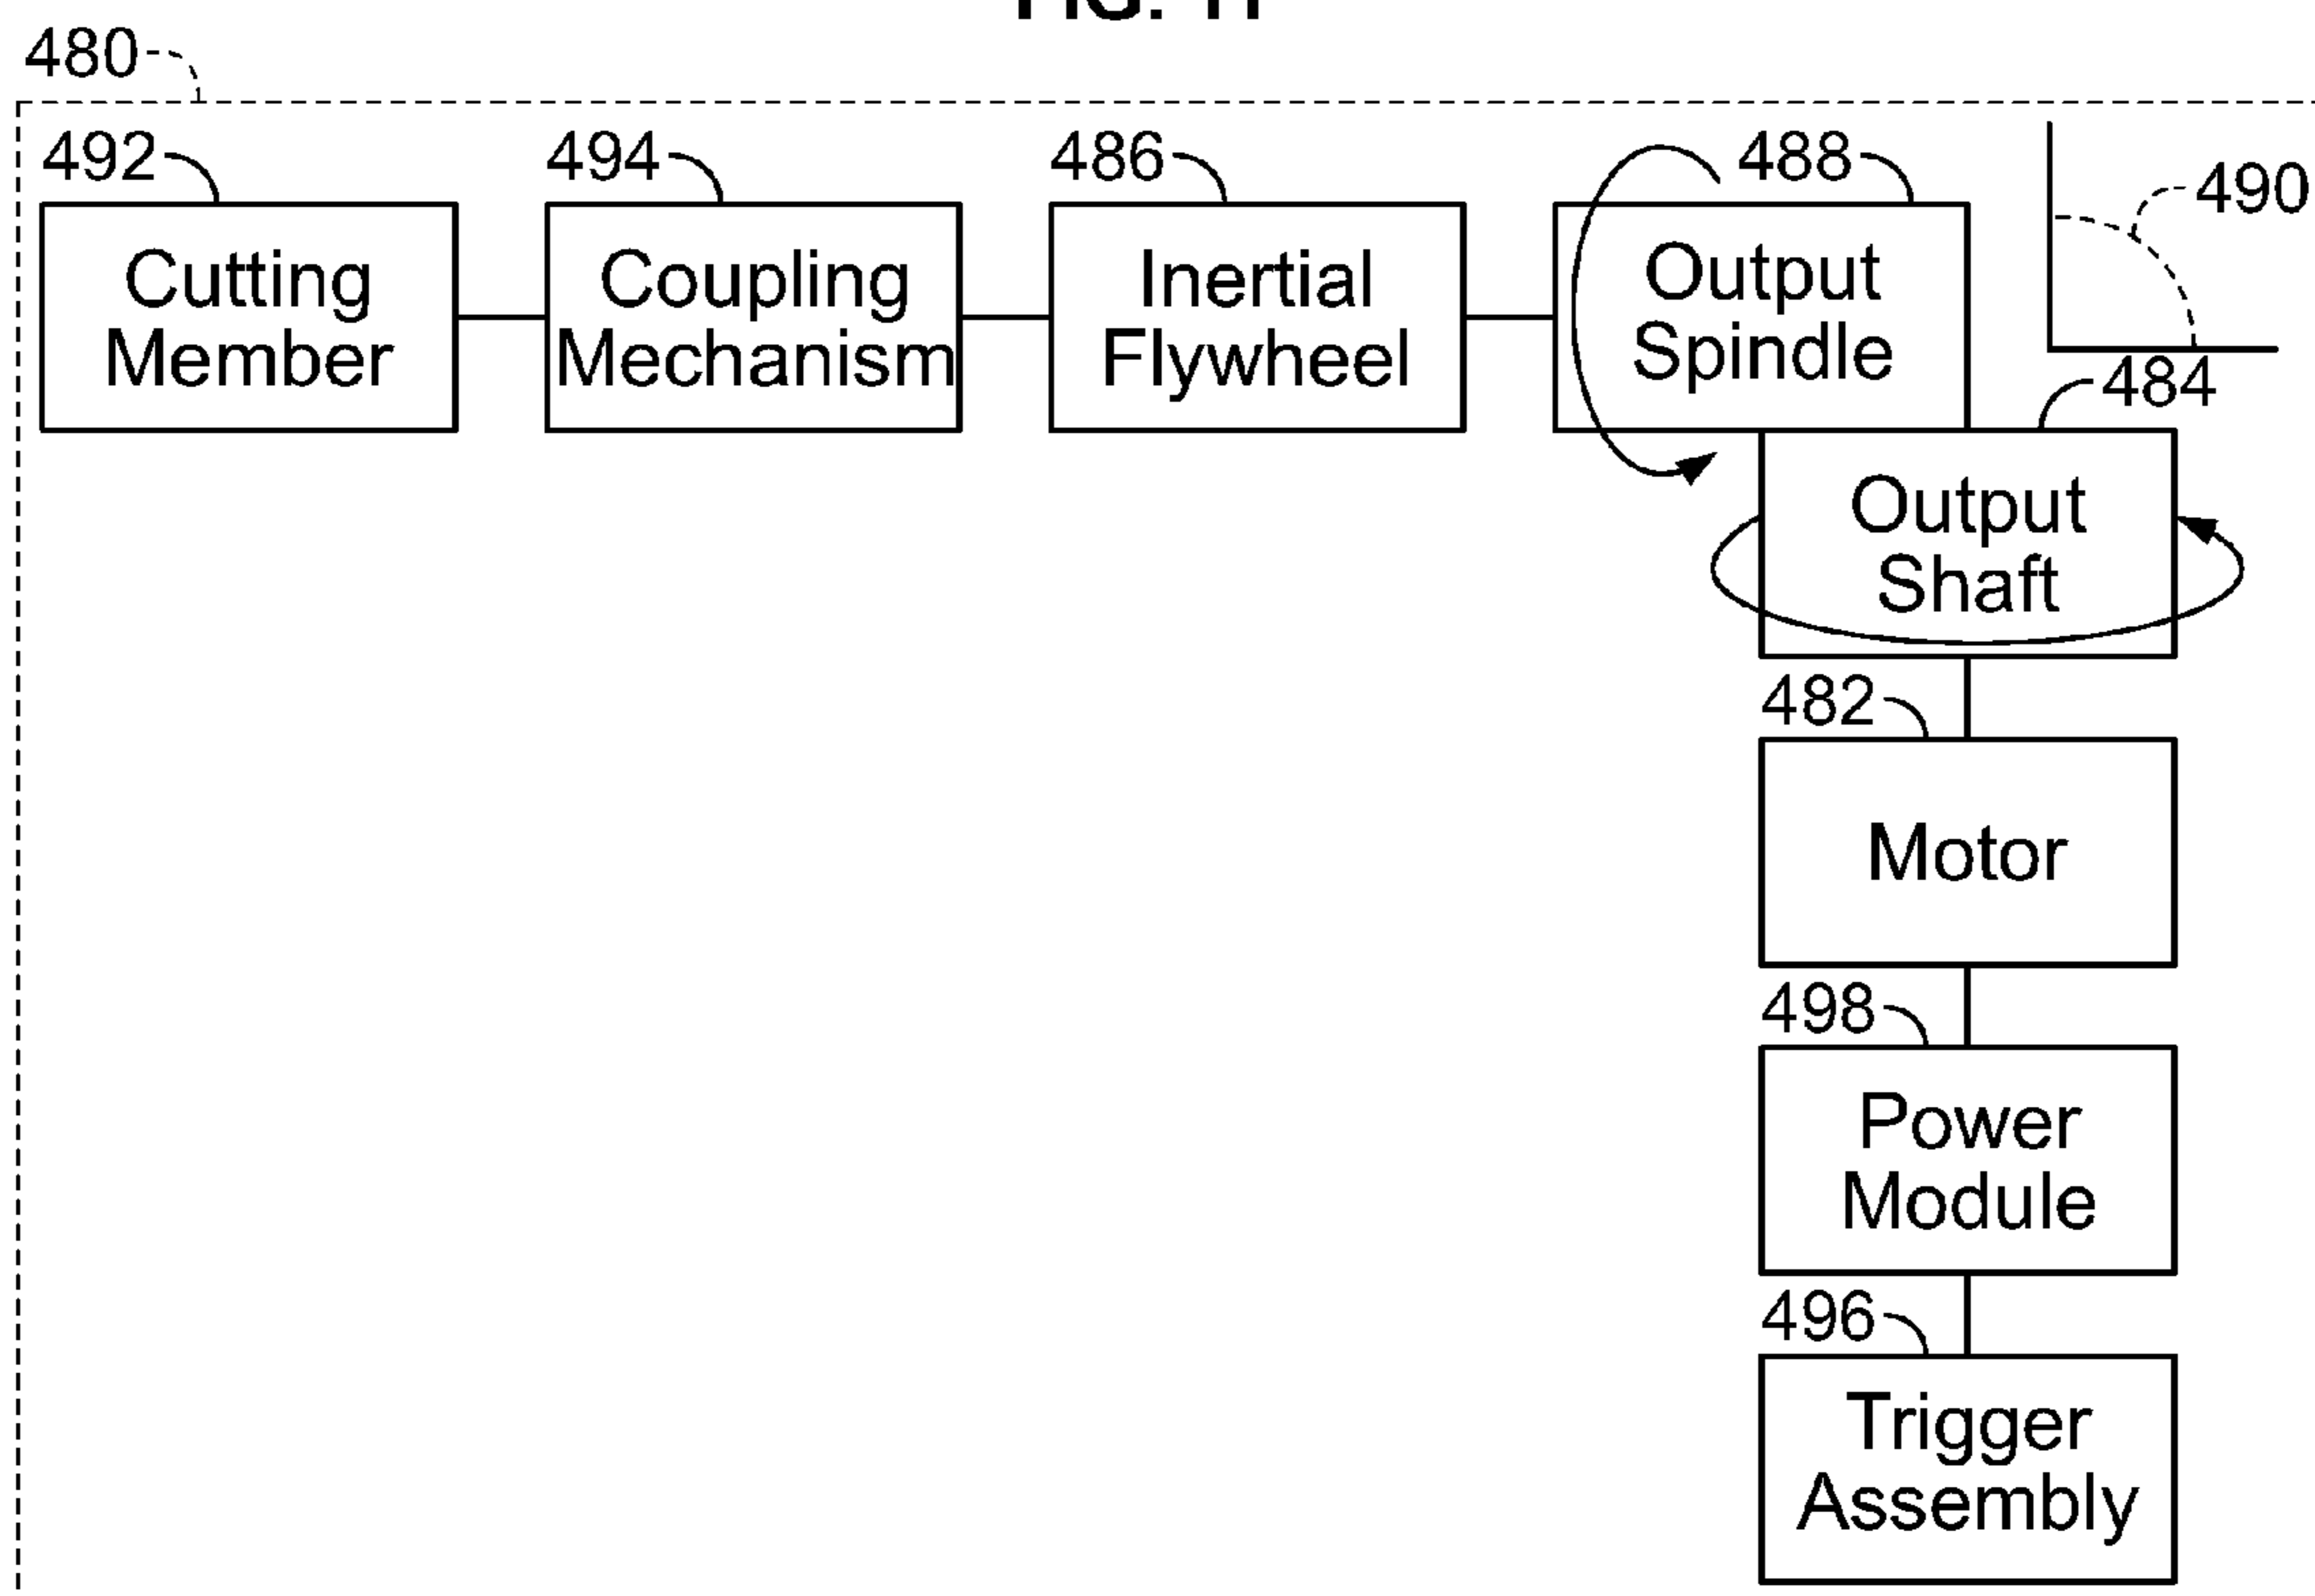 480
492
494
486
488
490
Cutting
Member
Coupling
Mechanism
Inertial
Flywheel
Output
Spindle
484
Output
Shaft
482
Motor
498
Power
Module
496
Trigger
Assembly